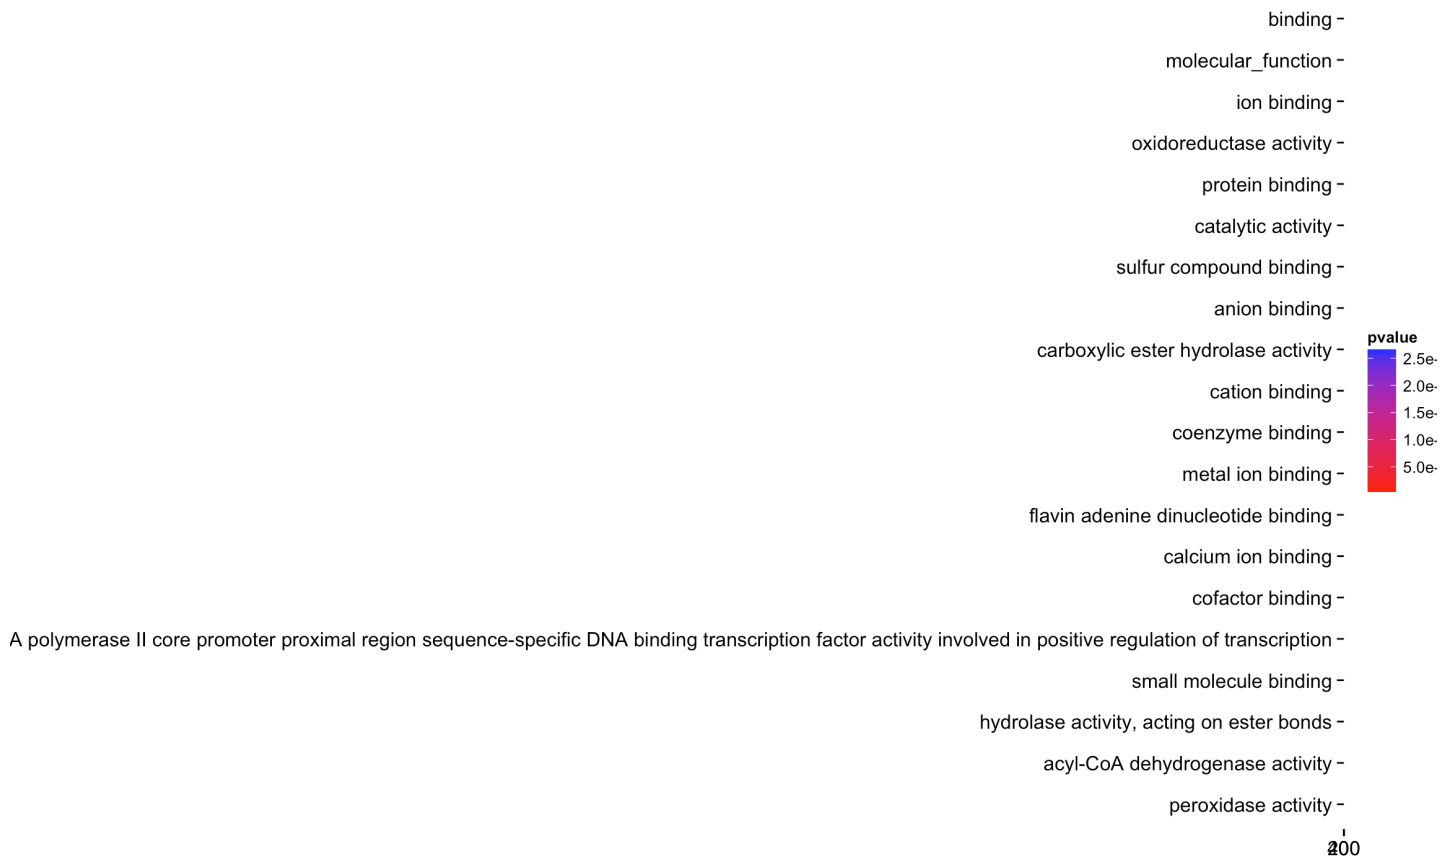 binding
molecular_function
ion binding
oxidoreductase activity
protein binding
catalytic activity
sulfur compound binding
anion binding
carboxylic ester hydrolase activity
cation binding
coenzyme binding
metal ion binding
flavin adenine dinucleotide binding
calcium ion binding
cofactor binding
A polymerase II core promoter proximal region sequence-specific DNA binding transcription factor activity involved in positive regulation of transcription
small molecule binding
hydrolase activity, acting on ester bonds
acyl-CoA dehydrogenase activity
peroxidase activity
pvalue
2.5e-
2.0e-
1.5e-
1.0e-
5.0e-